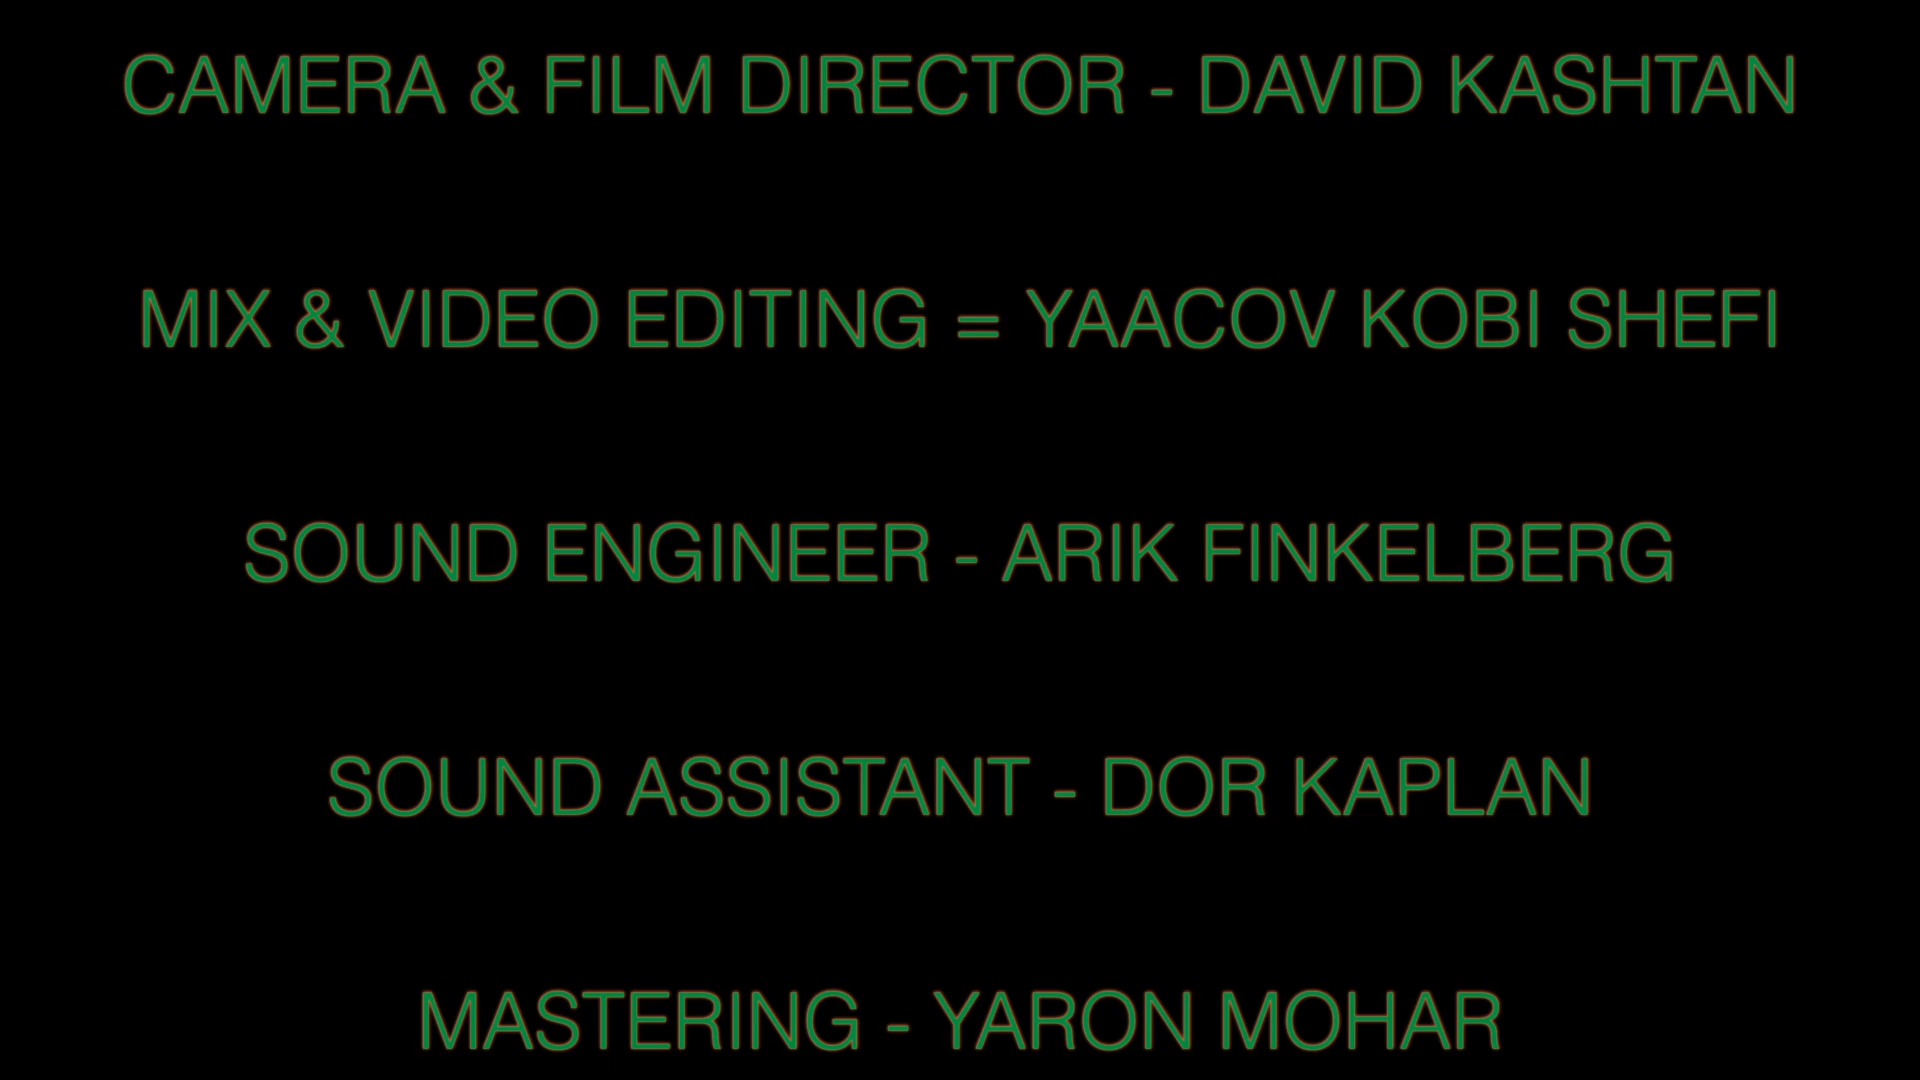 CAMERA & FILM DIRECTOR - DAVID KASHTAN
MIX & VIDEO EDITING = YAACOV KOBI SHEFI
SOUND ENGINEER - ARIK FINKELBERG
SOUND ASSISTANT - DOR KAPLAN
MASTERING - YARON MOHAR